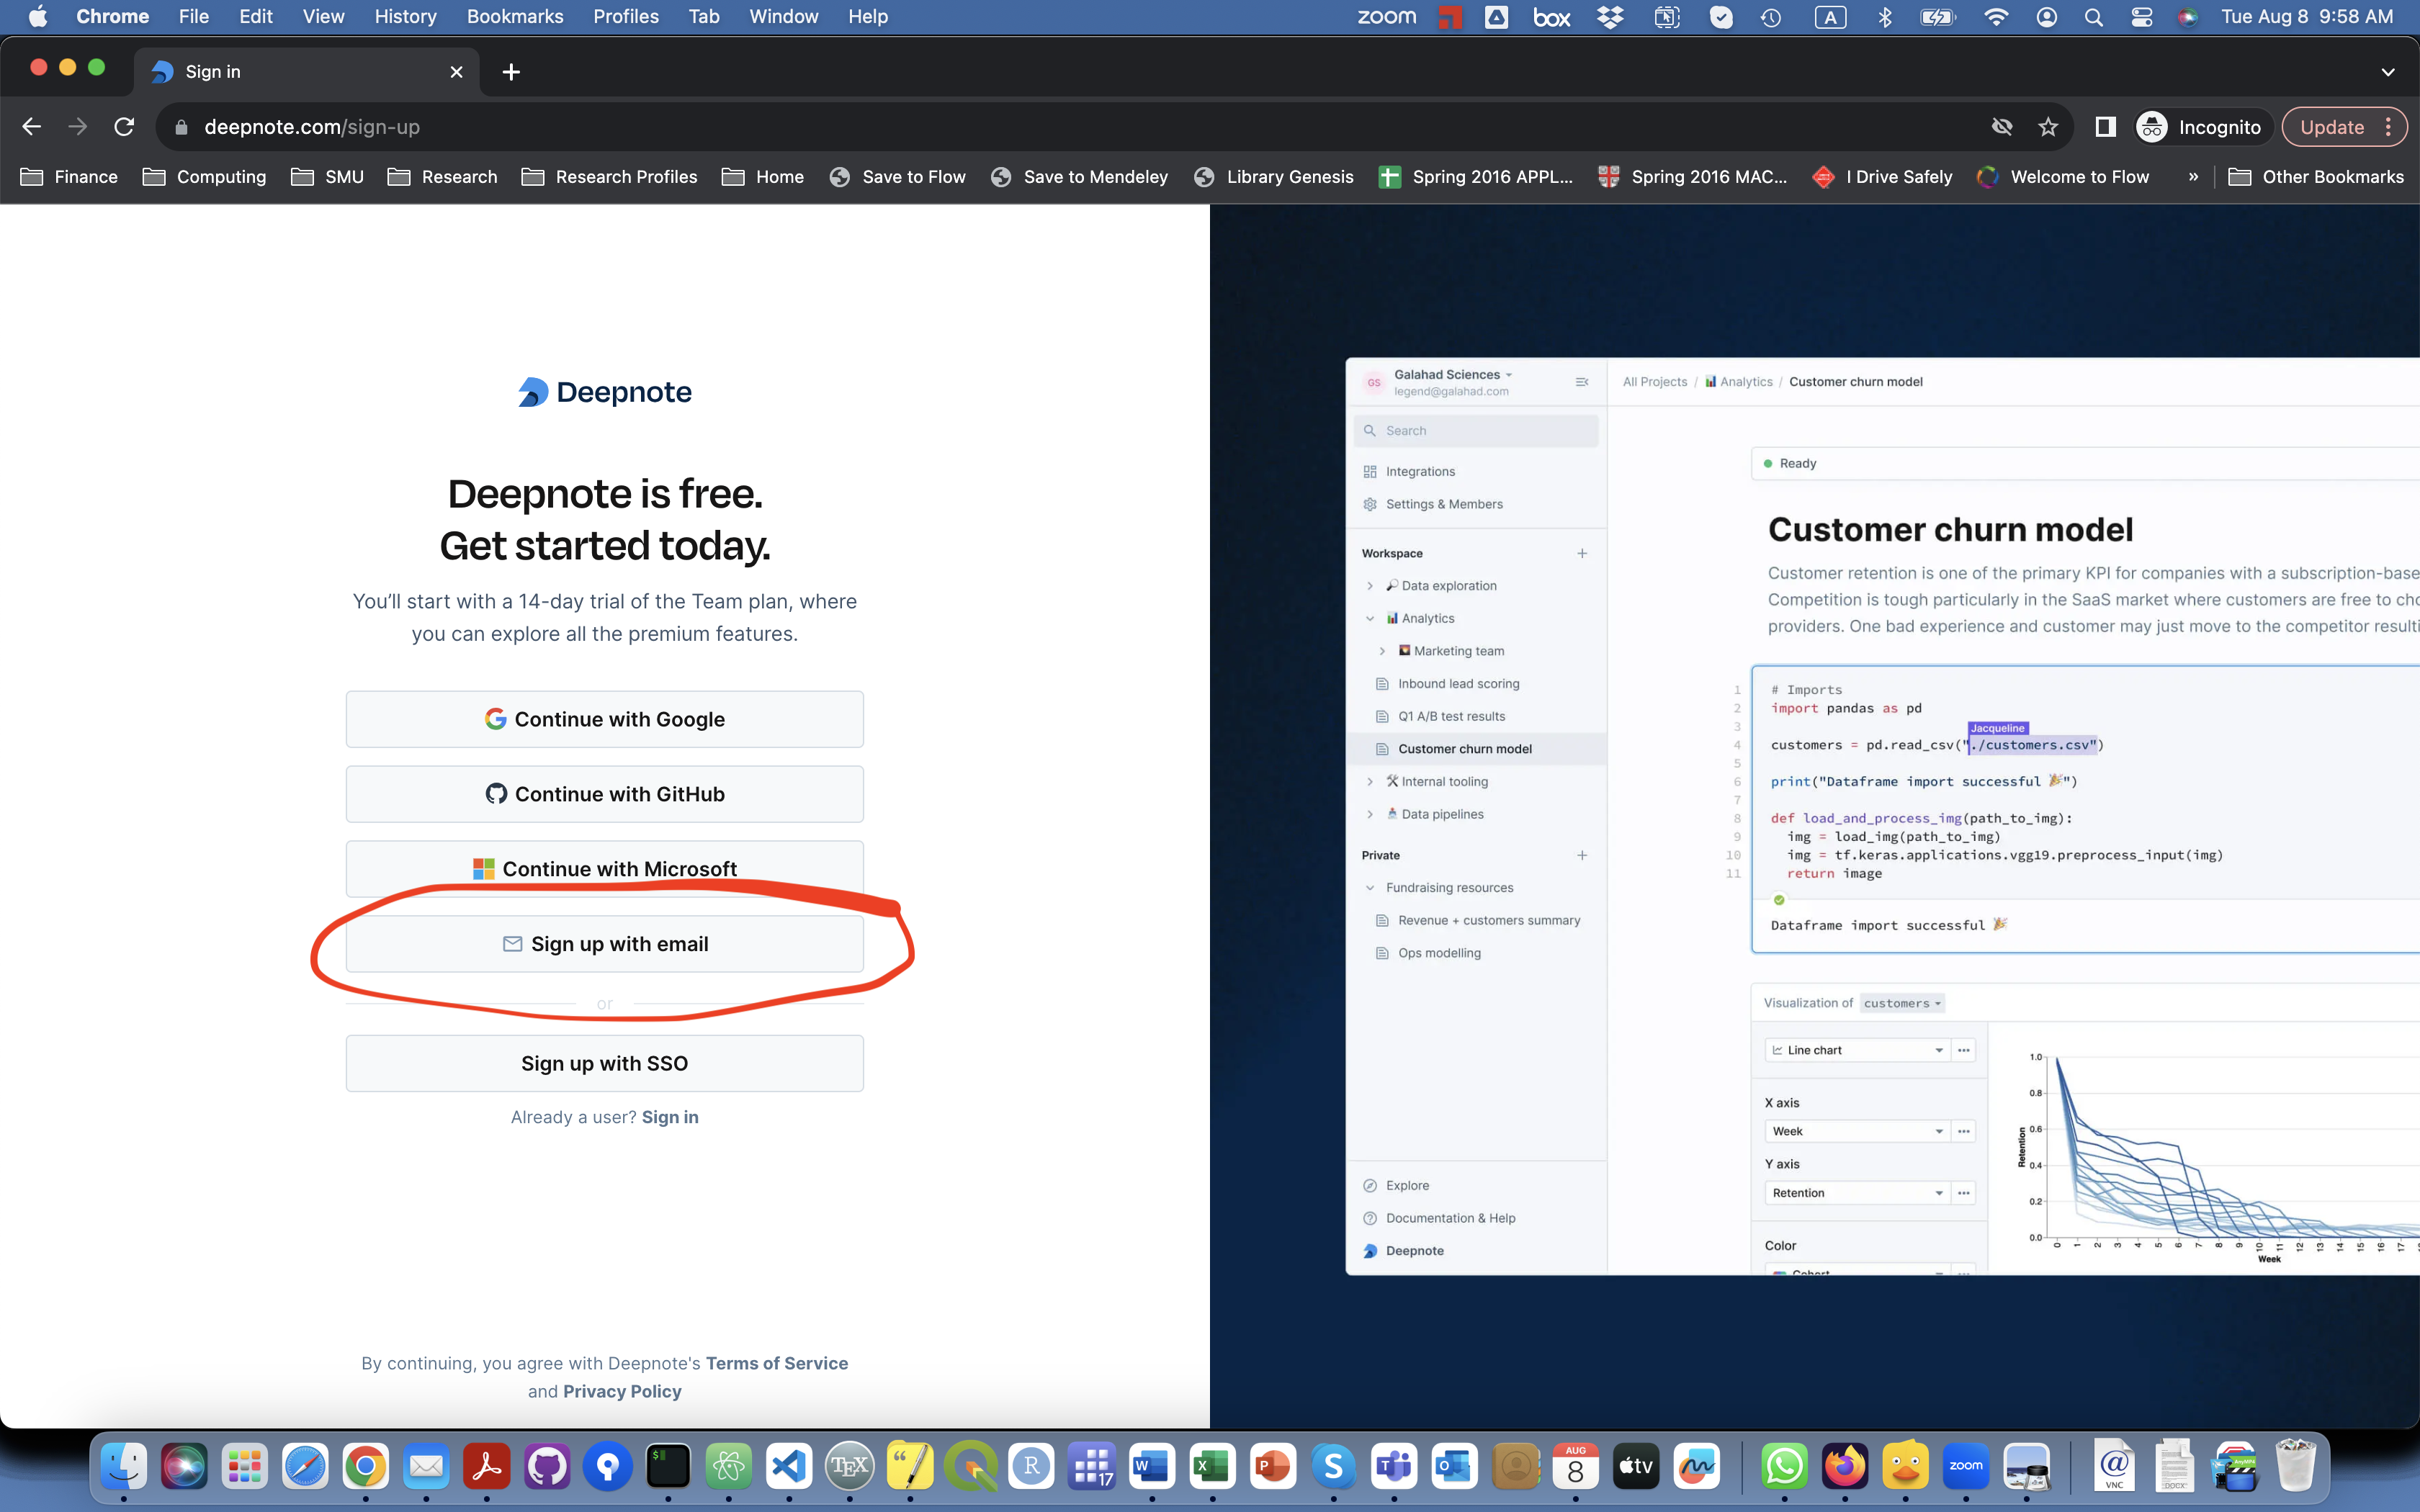 Chrome File Edit View History Bookmarks Profiles Tab Window Help
zoom box A Tue Aug 8 9:58 AM
Sign in
deepnote.com/sign-up
Incognito
Update
Finance Computing SMU Research Research Profiles Home Save to Flow Save to Mendeley Library Genesis Spring 2016 APPL... Spring 2016 MAC... I Drive Safely Welcome to Flow » Other Bookmarks
Deepnote
Deepnote is free.
Get started today.
You'll start with a 14-day trial of the Team plan, where
you can explore all the premium features.
Continue with Google
Continue with GitHub
Continue with Microsoft
Sign up with email
or
Sign up with SSO
Already a user? Sign in
By continuing, you agree with Deepnote's Terms of Service
and Privacy Policy
GS
Galahad Sciences
legend@galahad.com
Search
Integrations
Settings & Members
Workspace
Data exploration
Analytics
Marketing team
Inbound lead scoring
Q1 A/B test results
Customer churn model
Internal tooling
Data pipelines
Private
Fundraising resources
Revenue + customers summary
Ops modelling
Explore
Documentation & Help
Deepnote
All Projects / Analytics / Customer churn model
Ready
Customer churn model
Customer retention is one of the primary KPI for companies with a subscription-base
Competition is tough particularly in the SaaS market where customers are free to cho
providers. One bad experience and customer may just move to the competitor resulti
1 # Imports
2 import pandas as pd
3
Jacqueline
4 customers = pd.read_csv("./customers.csv")
5
6 print("Dataframe import successful 🎉")
7
8 def load_and_process_img(path_to_img):
9 img = load_img(path_to_img)
10 img = tf.keras.applications.vgg19.preprocess_input(img)
11 return image
Dataframe import successful 🎉
Visualization of customers
Line chart
X axis
Week
Y axis
Retention
Color
Cohort
Retention
1.0
0.8
0.6
0.4
0.2
0.0
0 1 2 3 4 5 6 7 8 9 10 11 12 13 14 15 16 17
Week
TEX R 17 W X P S T O AUG 8 tv zoom @ VNC DOCX